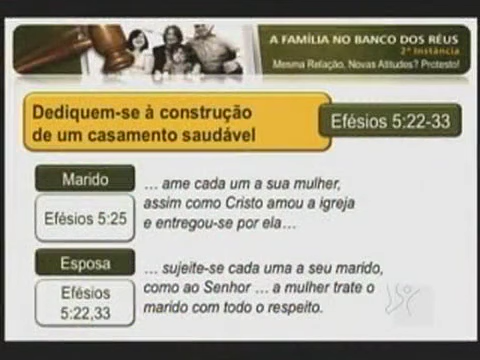 A FAMÍLIA NO BANCO DOS RÉUS
2ª Instância
Mesma Relação, Novas Atitudes? Protesto!
Dediquem-se à construção
de um casamento saudável
Efésios 5:22-33
Marido
Efésios 5:25
... ame cada um a sua mulher,
assim como Cristo amou a igreja
e entregou-se por ela...
Esposa
Efésios
5:22,33
... sujeite-se cada uma a seu marido,
como ao Senhor ... a mulher trate o
marido com todo o respeito.